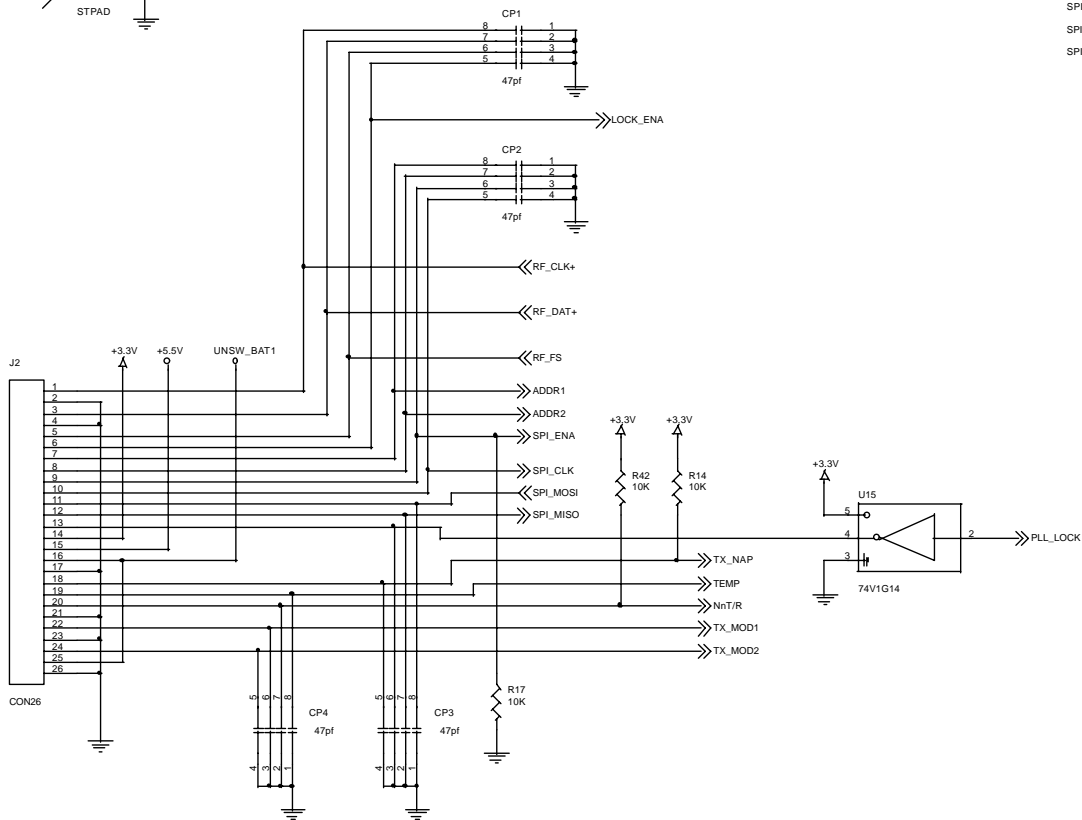 STPAD
SPI
SPI
SPI
CP1
8 1
7 2
6 3
5 4
47pf
LOCK_ENA
CP2
8 1
7 2
6 3
5 4
47pf
RF_CLK+
RF_DAT+
RF_FS
J2
+3.3V
+5.5V
UNSW_BAT1
1
2
3
4
5
6
7
8
9
10
11
12
13
14
15
16
17
18
19
20
21
22
23
24
25
26
CON26
ADDR1
ADDR2
SPI_ENA
SPI_CLK
SPI_MOSI
SPI_MISO
+3.3V
R42
10K
+3.3V
R14
10K
TX_NAP
TEMP
NnT/R
TX_MOD1
TX_MOD2
+3.3V
U15
5
4
3
2
PLL_LOCK
74V1G14
5 6 7 8
CP4
47pf
4 3 2 1
5 6 7 8
CP3
47pf
4 3 2 1
R17
10K